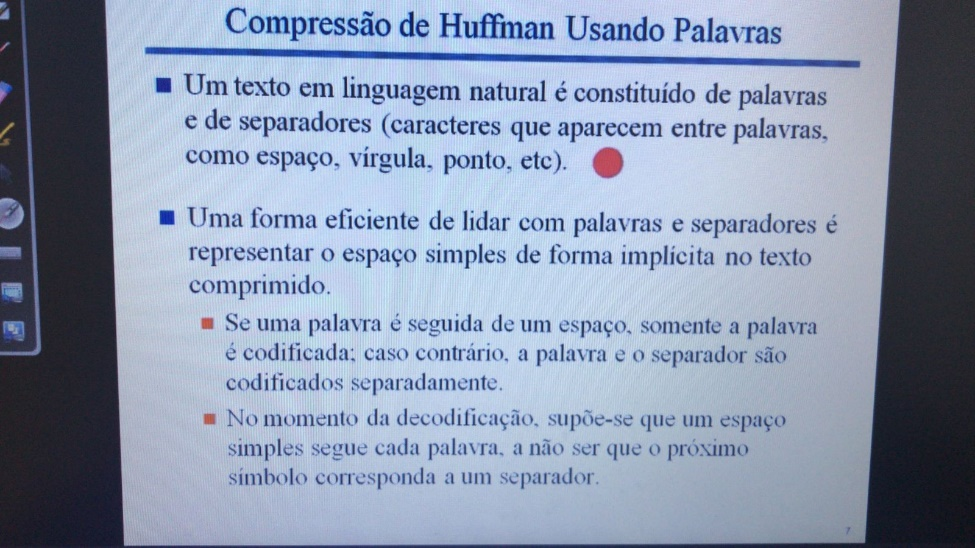 Compressão de Huffman Usando Palavras
Um texto em linguagem natural é constituído de palavras
e de separadores (caracteres que aparecem entre palavras,
como espaço, vírgula, ponto, etc).
Uma forma eficiente de lidar com palavras e separadores é
representar o espaço simples de forma implícita no texto
comprimido.
Se uma palavra é seguida de um espaço, somente a palavra
é codificada; caso contrário, a palavra e o separador são
codificados separadamente.
No momento da decodificação, supõe-se que um espaço
simples segue cada palavra, a não ser que o próximo
símbolo corresponda a um separador.
7